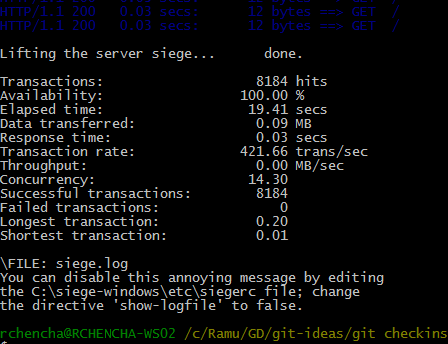 HTTP/1.1 200   0.03 secs:      12 bytes ==> GET  /
HTTP/1.1 200   0.03 secs:      12 bytes ==> GET  /
Lifting the server siege...      done.
Transactions:                   8184 hits
Availability:                 100.00 %
Elapsed time:                  19.41 secs
Data transferred:               0.09 MB
Response time:                  0.03 secs
Transaction rate:             421.66 trans/sec
Throughput:                     0.00 MB/sec
Concurrency:                   14.30
Successful transactions:        8184
Failed transactions:               0
Longest transaction:            0.20
Shortest transaction:           0.01
\FILE: siege.log
You can disable this annoying message by editing
the C:\siege-windows\etc\siegerc file; change
the directive 'show-logfile' to false.
rchencha@RCHENCHA-WS02 /c/Ramu/GD/git-ideas/git checkins